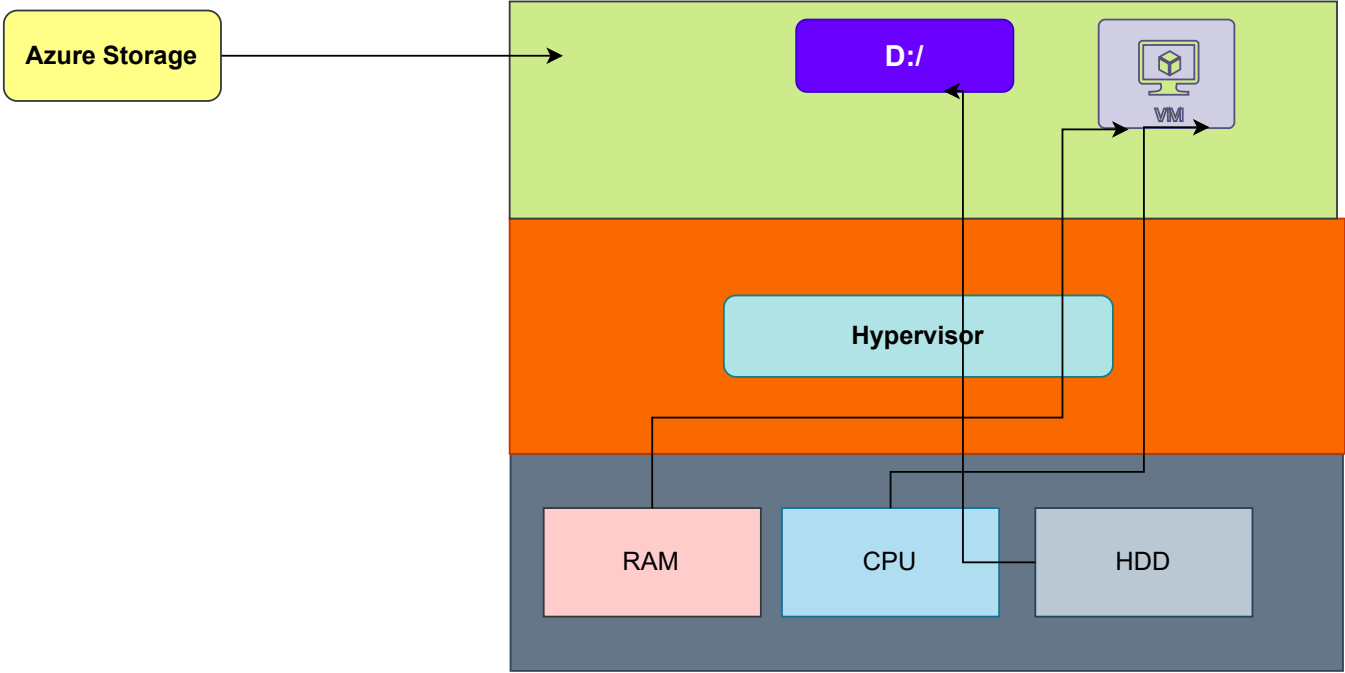 Azure Storage
D:/
VM
Hypervisor
RAM
CPU
HDD